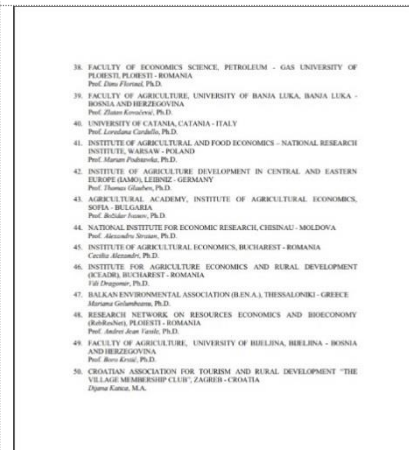 38. FACULTY OF ECONOMICS SCIENCE, PETROLEUM - GAS UNIVERSITY OF
PLOIESTI, PLOIESTI - ROMANIA
Prof. Dinu Florinel, Ph.D.
39. FACULTY OF AGRICULTURE, UNIVERSITY OF BANJA LUKA, BANJA LUKA -
BOSNIA AND HERZEGOVINA
Prof. Zlatan Kovačević, Ph.D.
40. UNIVERSITY OF CATANIA, CATANIA - ITALY
Prof. Loredana Cardullo, Ph.D.
41. INSTITUTE OF AGRICULTURAL AND FOOD ECONOMICS – NATIONAL RESEARCH
INSTITUTE, WARSAW - POLAND
Prof. Marian Podstawka, Ph.D.
42. INSTITUTE OF AGRICULTURE DEVELOPMENT IN CENTRAL AND EASTERN
EUROPE (IAMO), LEIBNIZ - GERMANY
Prof. Thomas Glauben, Ph.D.
43. AGRICULTURAL ACADEMY, INSTITUTE OF AGRICULTURAL ECONOMICS,
SOFIA - BULGARIA
Prof. Božidar Ivanov, Ph.D.
44. NATIONAL INSTITUTE FOR ECONOMIC RESEARCH, CHISINAU - MOLDOVA
Prof. Alexandru Stratan, Ph.D.
45. INSTITUTE OF AGRICULTURAL ECONOMICS, BUCHAREST - ROMANIA
Cecilia Alexandri, Ph.D.
46. INSTITUTE FOR AGRICULTURE ECONOMICS AND RURAL DEVELOPMENT
(ICEADR), BUCHAREST - ROMANIA
Vili Dragomir, Ph.D.
47. BALKAN ENVIRONMENTAL ASSOCIATION (B.EN.A.), THESSALONIKI - GREECE
Mariana Golumbeanu, Ph.D.
48. RESEARCH NETWORK ON RESOURCES ECONOMICS AND BIOECONOMY
(RebResNet), PLOIESTI - ROMANIA
Prof. Andrei Jean Vasile, Ph.D.
49. FACULTY OF AGRICULTURE, UNIVERSITY OF BIJELJINA, BIJELJINA - BOSNIA
AND HERZEGOVINA
Prof. Boro Krstić, Ph.D.
50. CROATIAN ASSOCIATION FOR TOURISM AND RURAL DEVELOPMENT "THE
VILLAGE MEMBERSHIP CLUB", ZAGREB - CROATIA
Dijana Katica, M.A.